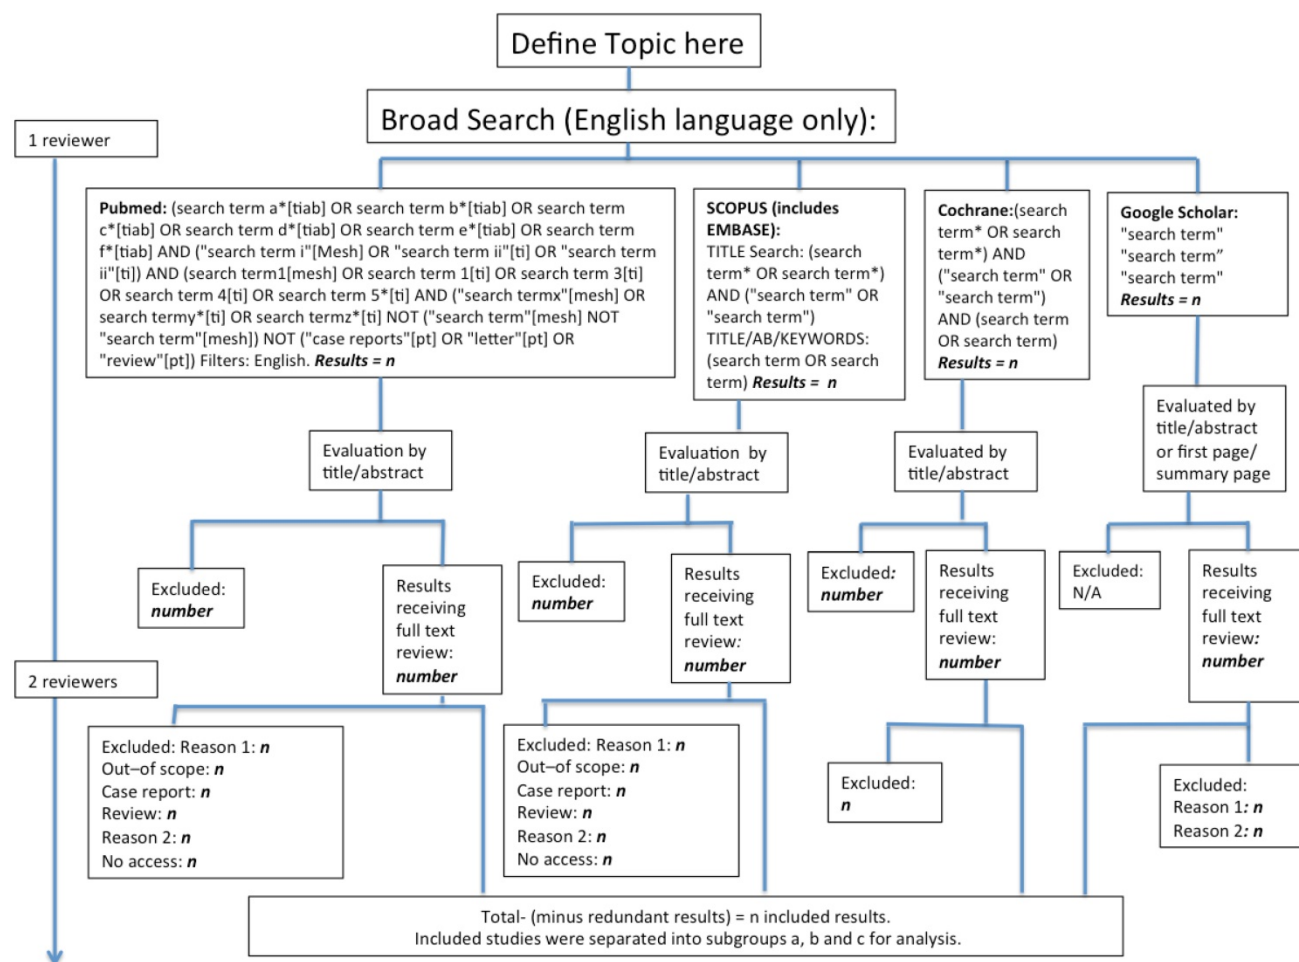 Define Topic here
Broad Search (English language only):
1 reviewer
Pubmed: (search term a*[tiab] OR search term b*[tiab] OR search term
c*[tiab] OR search term d*[tiab] OR search term e*[tiab] OR search term
f*[tiab] AND ("search term i"[Mesh] OR "search term ii"[ti] OR "search term
ii"[ti]) AND (search term1[mesh] OR search term 1[ti] OR search term 3[ti]
OR search term 4[ti] OR search term 5*[ti] AND ("search termx"[mesh] OR
search termy*[ti] OR search termz*[ti] NOT ("search term"[mesh] NOT
"search term"[mesh]) NOT ("case reports"[pt] OR "letter"[pt] OR
"review"[pt]) Filters: English. Results = n
SCOPUS (includes
EMBASE):
TITLE Search: (search
term* OR search term*)
AND ("search term" OR
"search term")
TITLE/AB/KEYWORDS:
(search term OR search
term) Results =  n
Cochrane:(search
term* OR search
term*) AND
("search term" OR
"search term")
AND (search term
OR search term)
Results = n
Google Scholar:
"search term"
"search term”
"search term"
Results = n
Evaluation by
title/abstract
Evaluation  by
title/abstract
Evaluated by
title/abstract
Evaluated by
title/abstract
or first page/
summary page
Excluded:
number
Results
receiving
full text
review:
number
Excluded:
number
Results
receiving
full text
review:
number
Excluded:
number
Results
receiving
full text
review:
number
Excluded:
N/A
Results
receiving
full text
review:
number
2 reviewers
Excluded: Reason 1: n
Out–of scope: n
Case report: n
Review: n
Reason 2: n
No access: n
Excluded: Reason 1: n
Out–of scope: n
Case report: n
Review: n
Reason 2: n
No access: n
Excluded:
n
Excluded:
Reason 1: n
Reason 2: n
Total- (minus redundant results) = n included results.
Included studies were separated into subgroups a, b and c for analysis.